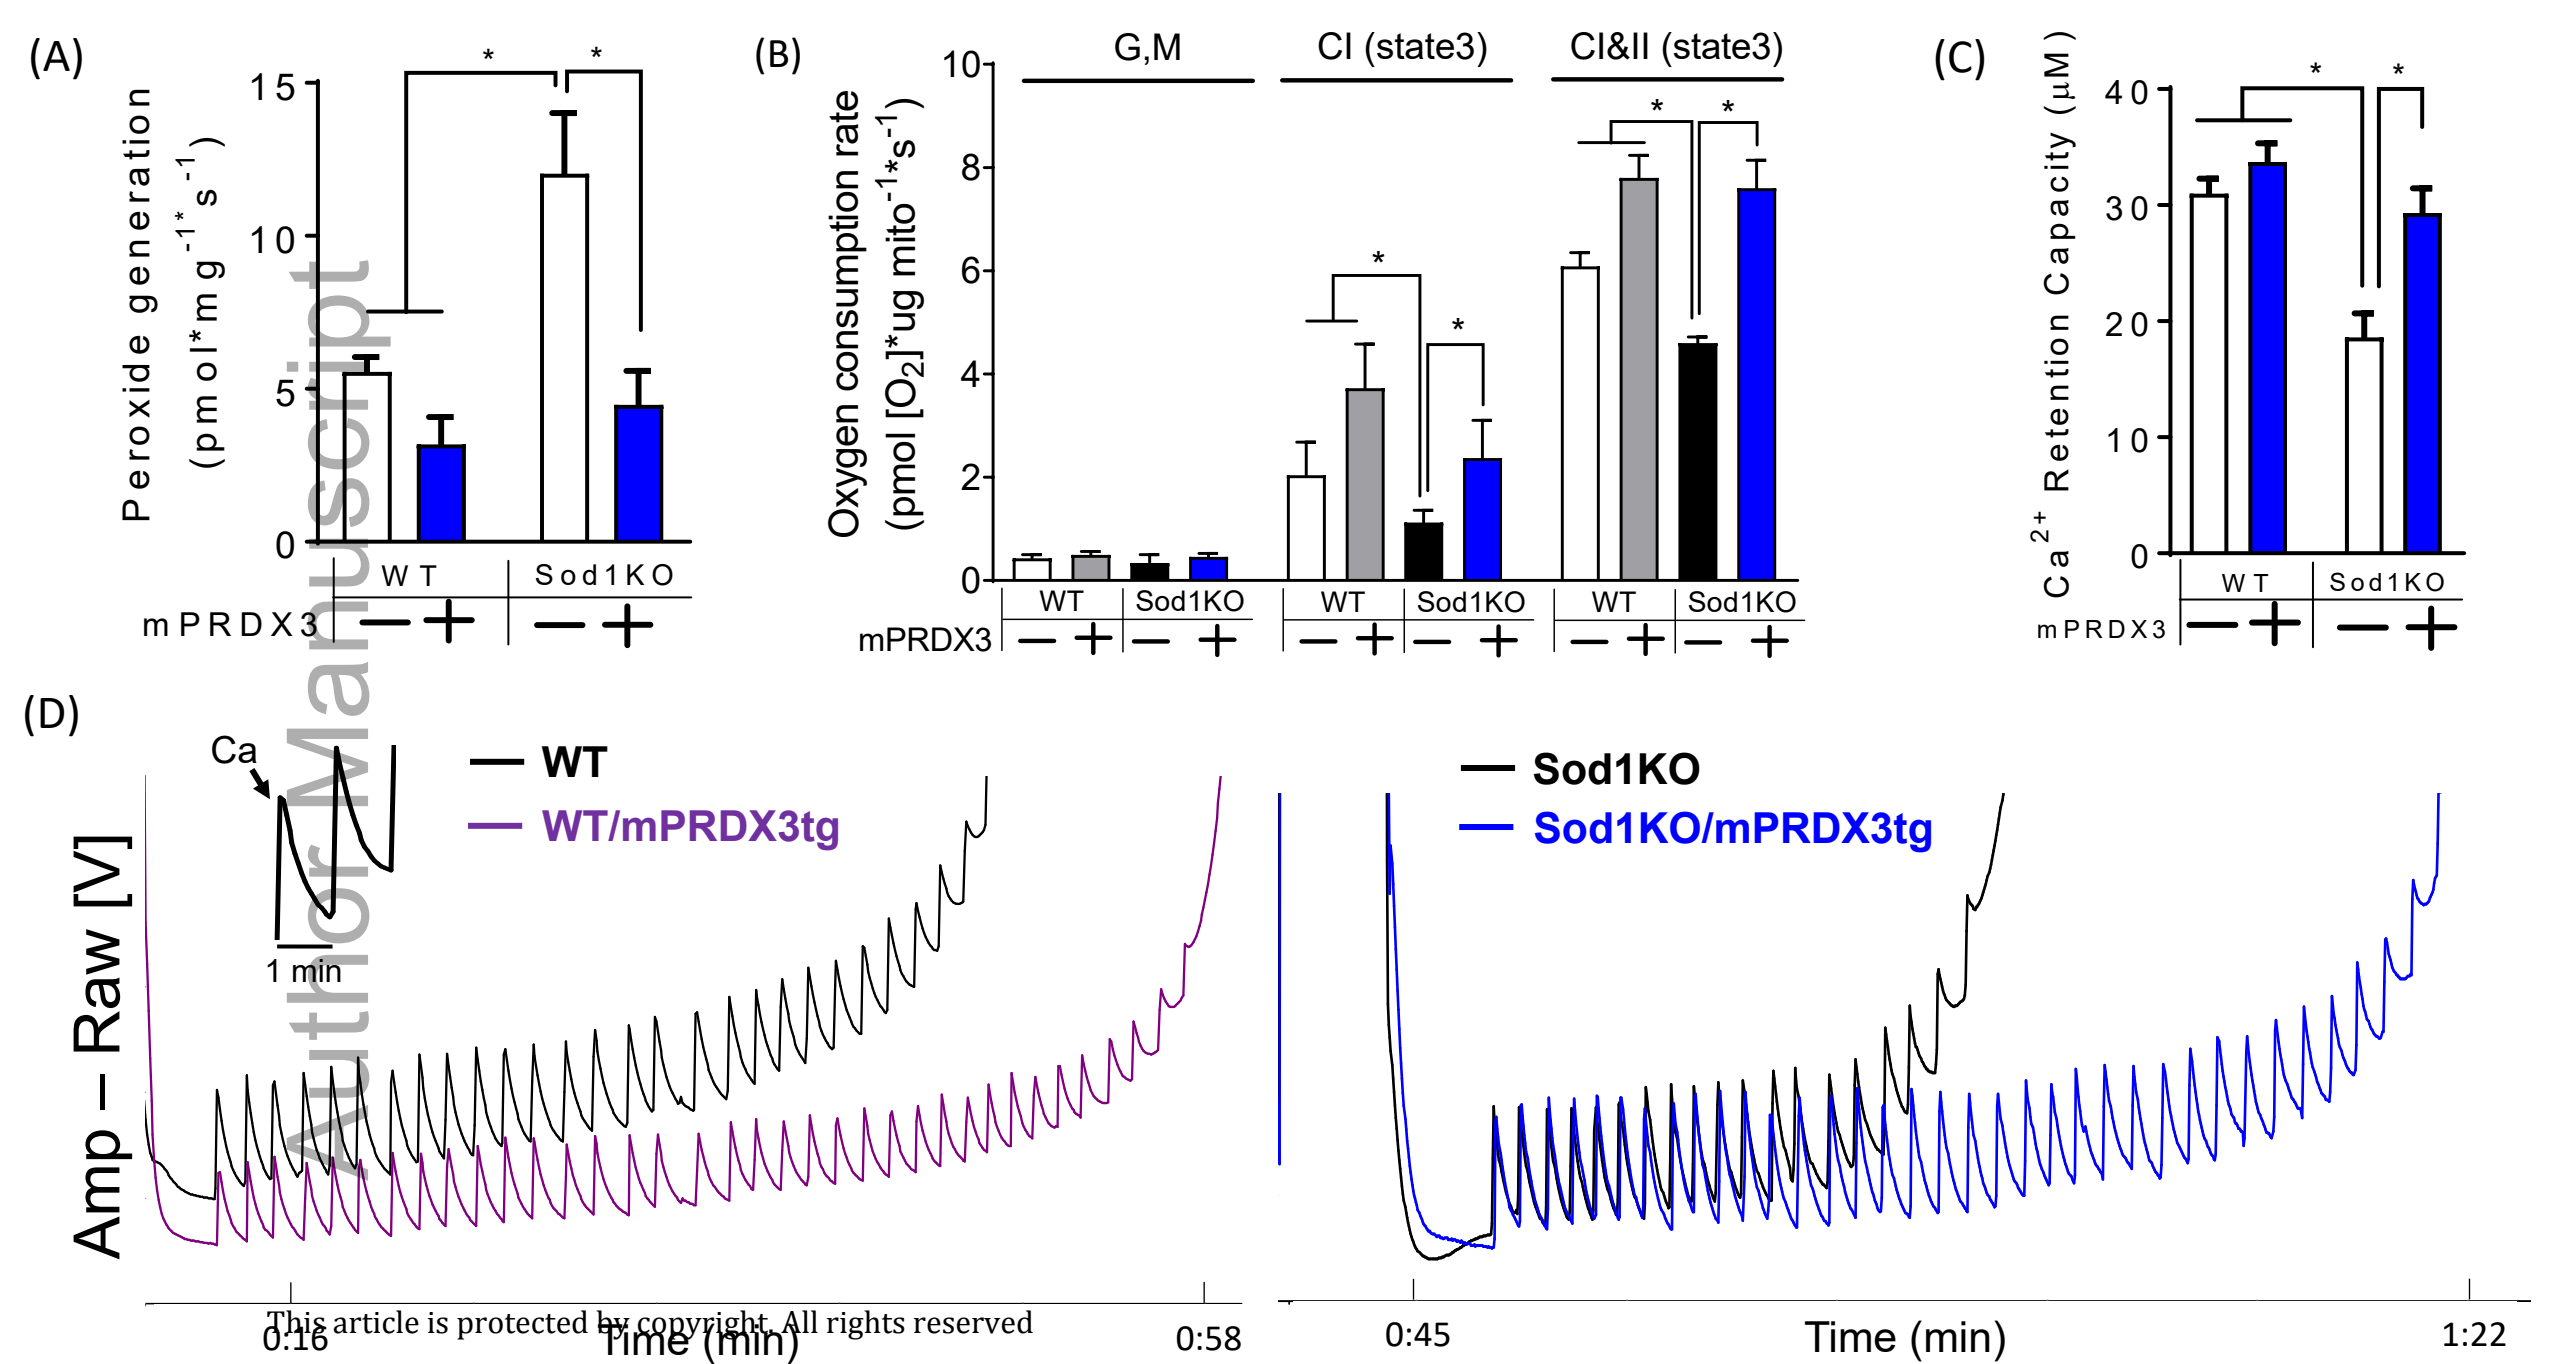 (A)
Peroxide generation
(pmol*mg⁻¹*s⁻¹)
15
10
5
0
*
*
WT
Sod1KO
mPRDX3
— + — +
(B)
Oxygen consumption rate
(pmol [O₂]*ug mito⁻¹*s⁻¹)
G,M
CI (state3)
CI&II (state3)
10
8
6
4
2
0
*
*
*
*
WT
Sod1KO
WT
Sod1KO
WT
Sod1KO
mPRDX3
— + — + — + — + — + — +
(C)
Ca²⁺ Retention Capacity (µM)
40
30
20
10
0
*
*
WT
Sod1KO
mPRDX3
— + — +
(D)
Amp – Raw [V]
Ca
1 min
WT
WT/mPRDX3tg
Sod1KO
Sod1KO/mPRDX3tg
0:16
Time (min)
0:58
0:45
Time (min)
1:22
Author Manuscript
This article is protected by copyright. All rights reserved